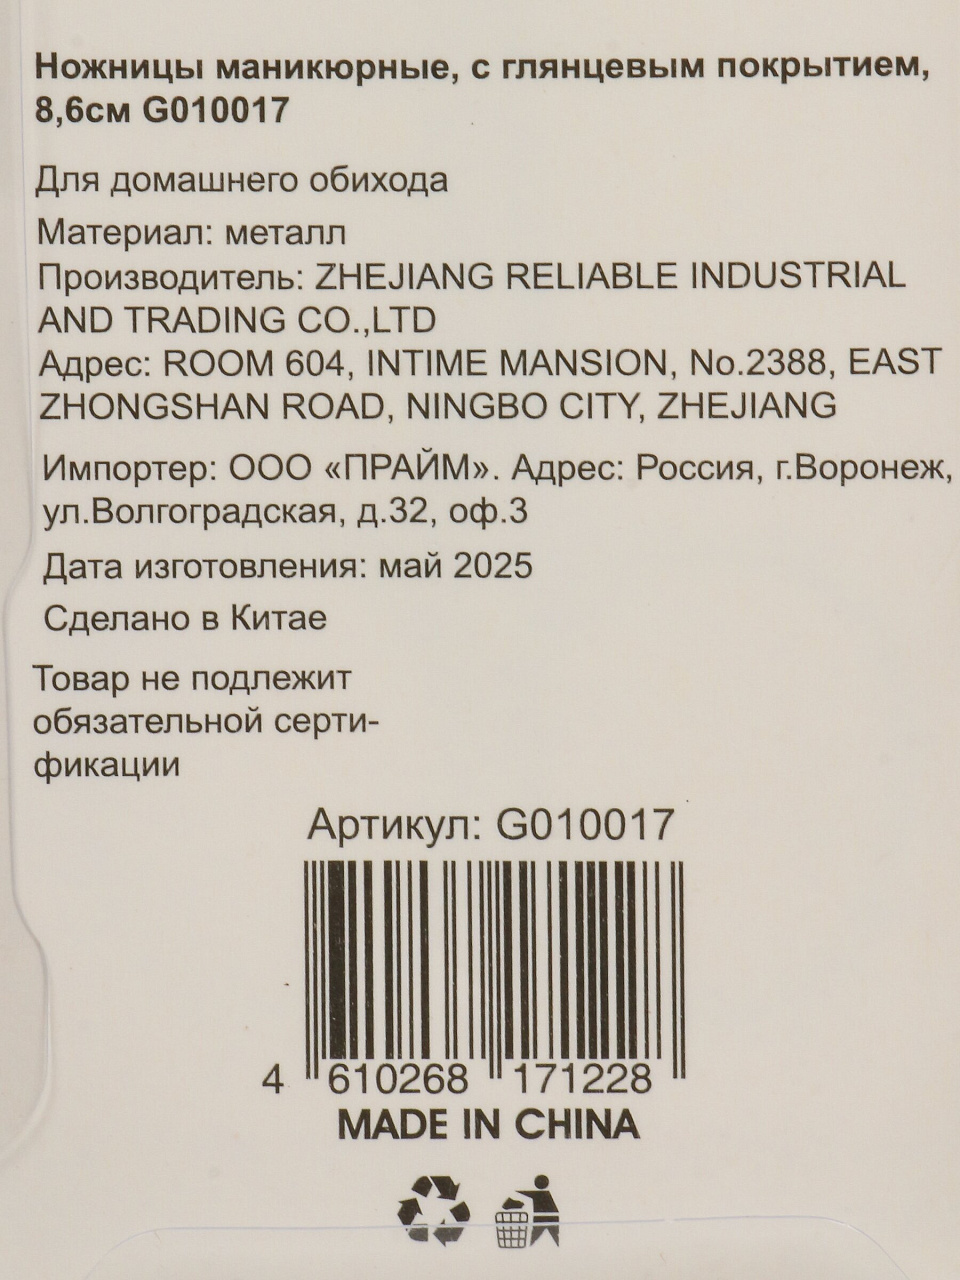 Ножницы маникюрные, с глянцевым покрытием,
8,6см G010017
Для домашнего обихода
Материал: металл
Производитель: ZHEJIANG RELIABLE INDUSTRIAL
AND TRADING CO.,LTD
Адрес: ROOM 604, INTIME MANSION, No.2388, EAST
ZHONGSHAN ROAD, NINGBO CITY, ZHEJIANG
Импортер: ООО «ПРАЙМ». Адрес: Россия, г.Воронеж,
ул.Волгоградская, д.32, оф.3
Дата изготовления: май 2025
Сделано в Китае
Товар не подлежит
обязательной серти-
фикации
Артикул: G010017
4 610268 171228
MADE IN CHINA